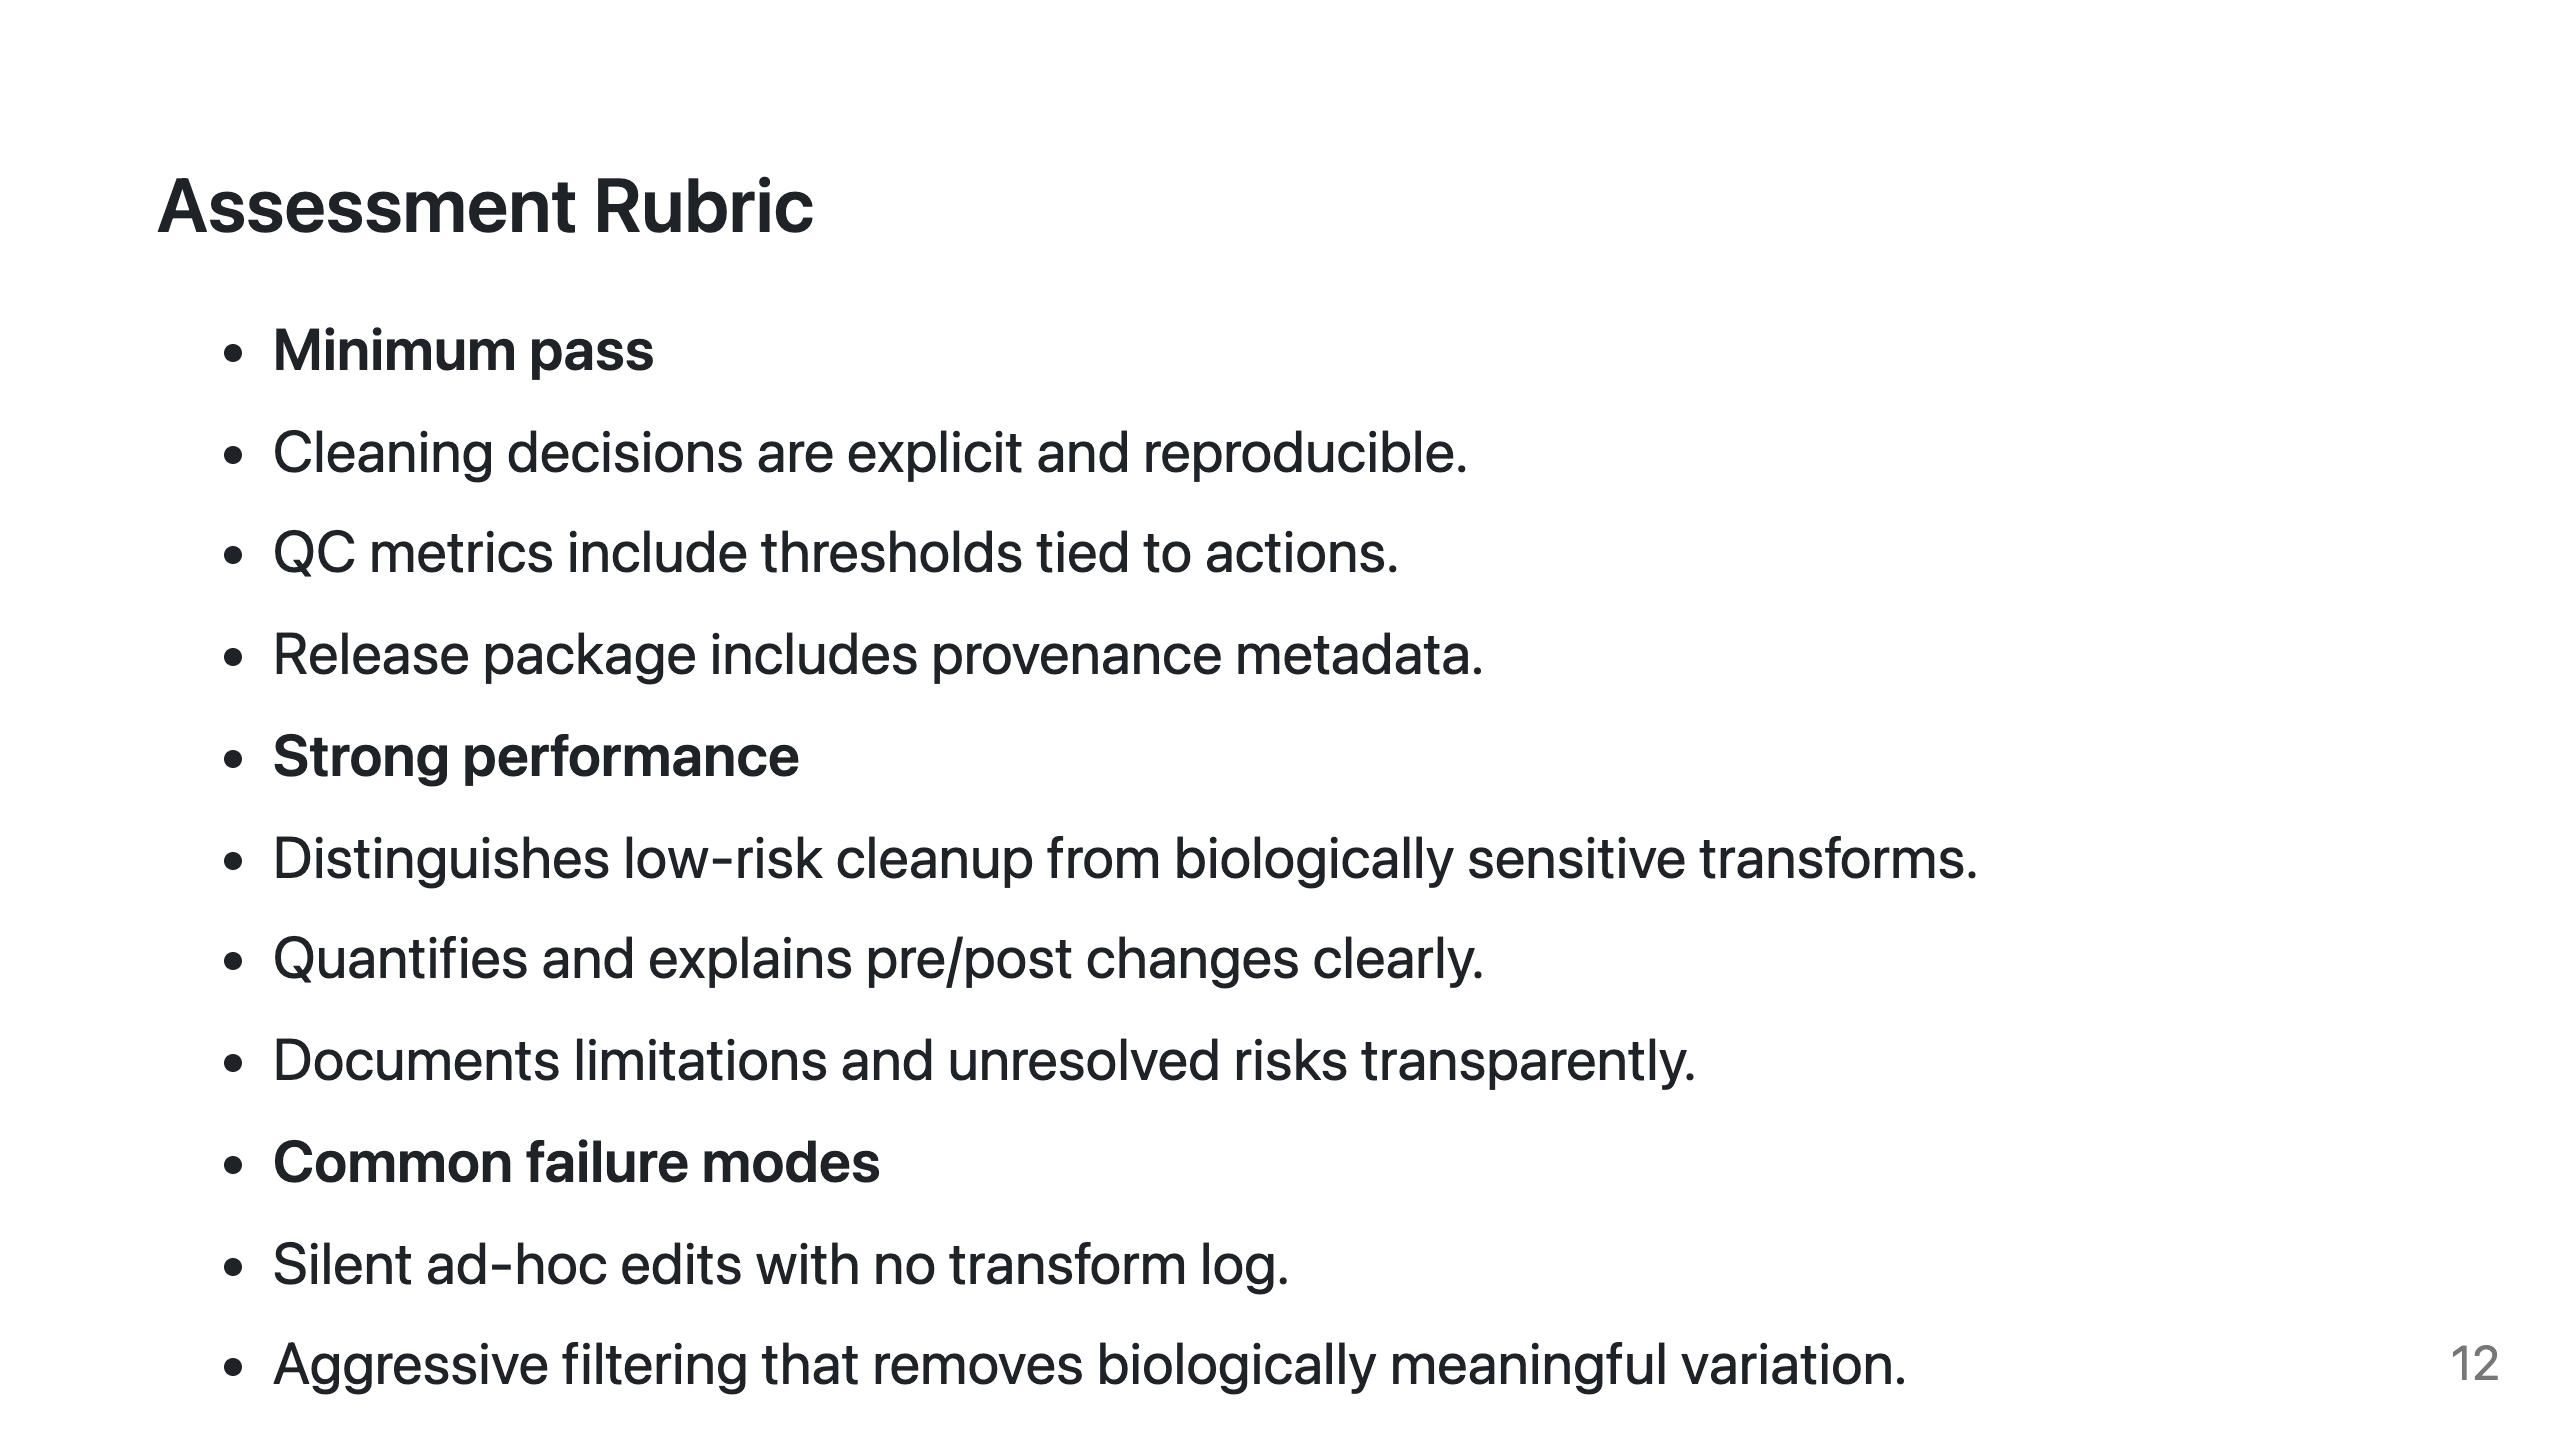 Assessment Rubric
• Minimum pass
• Cleaning decisions are explicit and reproducible.
• QC metrics include thresholds tied to actions.
• Release package includes provenance metadata.
• Strong performance
• Distinguishes low-risk cleanup from biologically sensitive transforms.
• Quantifies and explains pre/post changes clearly.
• Documents limitations and unresolved risks transparently.
• Common failure modes
• Silent ad-hoc edits with no transform log.
• Aggressive filtering that removes biologically meaningful variation.
12